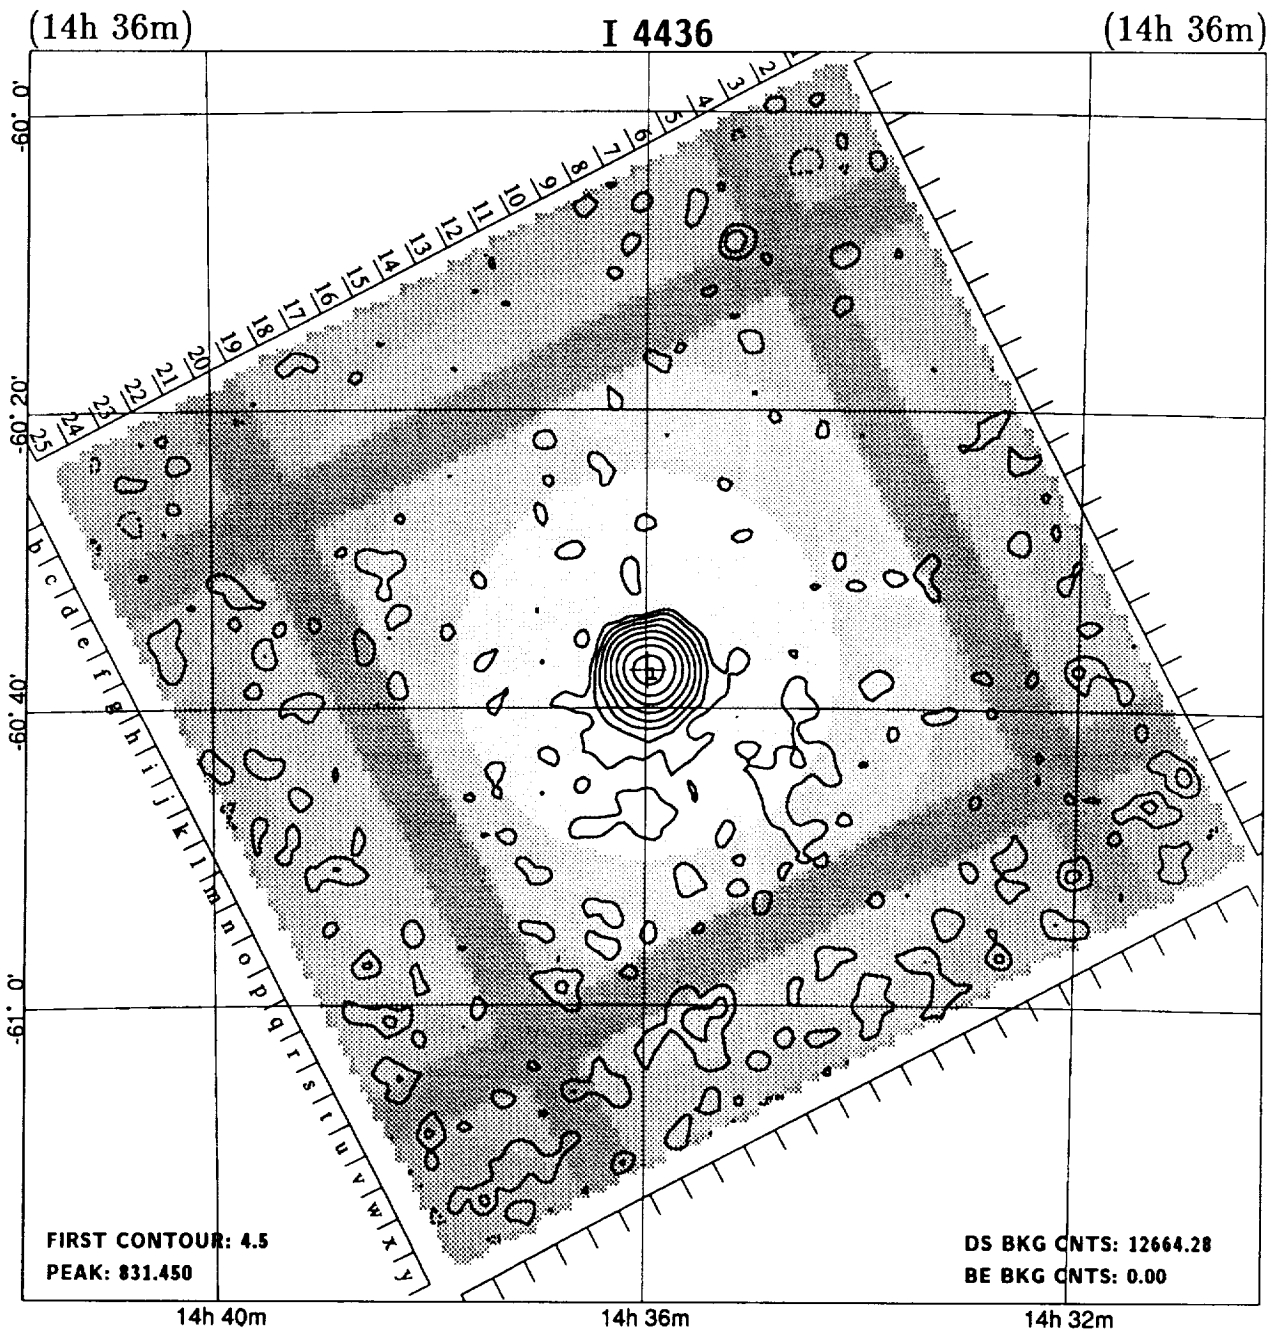 (14h 36m) I 4436 (14h 36m)
-60° 0'
-60° 20'
-60° 40'
-61° 0'
2 3 4 5 6 7 8 9 10 11 12 13 14 15 16 17 18 19 20 21 22 23 24 25
b c d e f g h i j k l m n o p q r s t u v w x y
1
FIRST CONTOUR: 4.5
PEAK: 831.450
DS BKG CNTS: 12664.28
BE BKG CNTS: 0.00
14h 40m 14h 36m 14h 32m